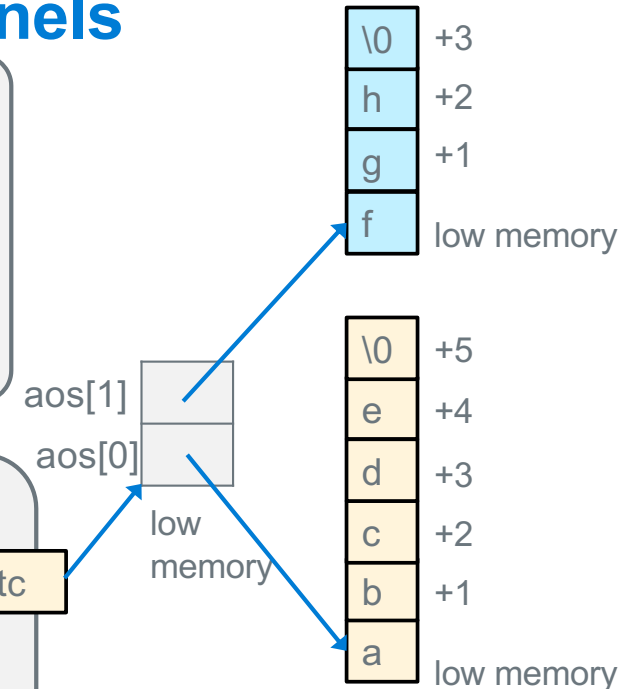 nels
\0 +3
h +2
g +1
f low memory
\0 +5
aos[1]
e +4
aos[0]
d +3
low
memory
c +2
tc
b +1
a low memory